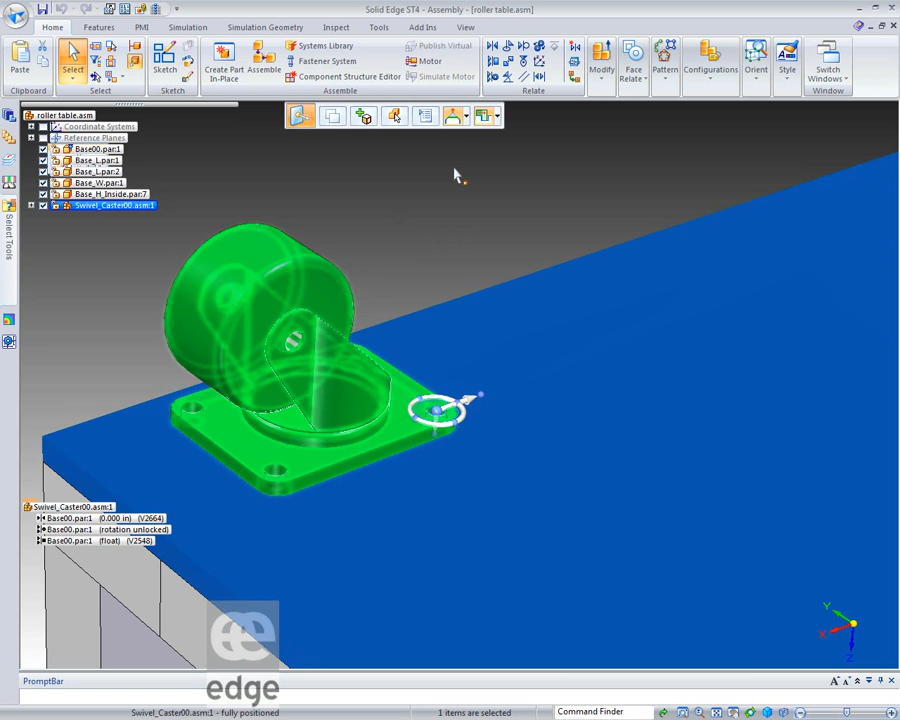 Solid Edge ST4 - Assembly - [roller table.asm]
Home
Features
PMI
Simulation
Simulation Geometry
Inspect
Tools
Add Ins
View
Paste
Select
Sketch
Create Part In-Place
Assemble
Systems Library
Fastener System
Component Structure Editor
Publish Virtual
Motor
Simulate Motor
Modify
Face Relate
Pattern
Configurations
Orient
Style
Switch Windows
Clipboard
Select
Sketch
Assemble
Relate
Window
roller table.asm
Coordinate Systems
Reference Planes
Base00.par:1
Base_L.par:1
Base_L.par:2
Base_W.par:1
Base_H_Inside.par:7
Swivel_Caster00.asm:1
Select Tools
Swivel_Caster00.asm:1
Base00.par:1 (0.000 in) (V2664)
Base00.par:1 (rotation unlocked)
Base00.par:1 (float) (V2548)
Y
X
Z
ee
edge
PromptBar
Swivel_Caster00.asm:1 - fully positioned
1 items are selected
Command Finder